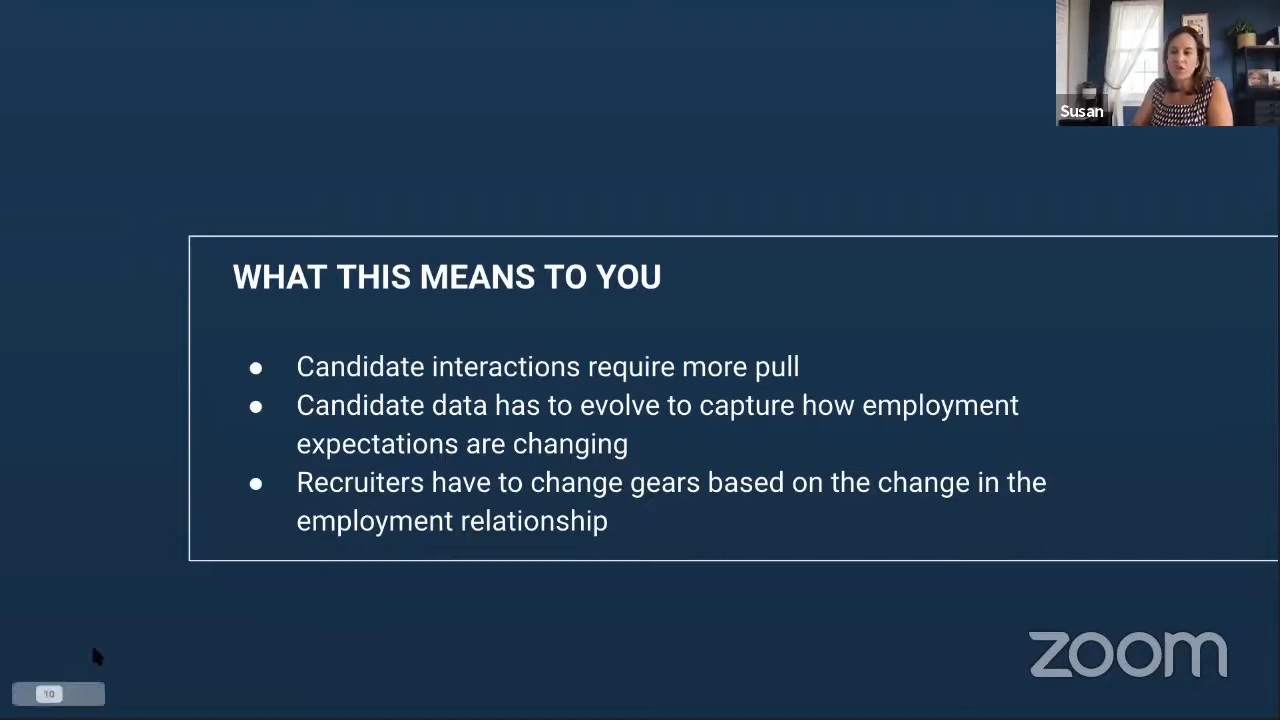 Susan
WHAT THIS MEANS TO YOU
● Candidate interactions require more pull
● Candidate data has to evolve to capture how employment
expectations are changing
● Recruiters have to change gears based on the change in the
employment relationship
zoom
10